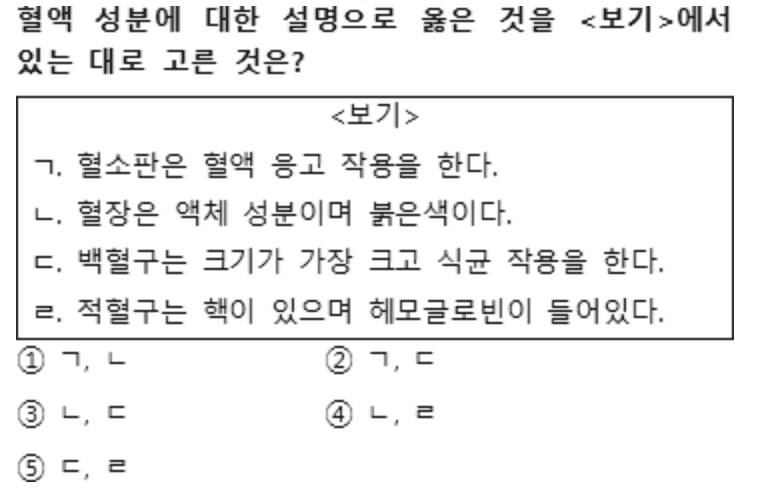 혈액 성분에 대한 설명으로 옳은 것을 <보기>에서
있는 대로 고른 것은?
<보기>
ㄱ. 혈소판은 혈액 응고 작용을 한다.
ㄴ. 혈장은 액체 성분이며 붉은색이다.
ㄷ. 백혈구는 크기가 가장 크고 식균 작용을 한다.
ㄹ. 적혈구는 핵이 있으며 헤모글로빈이 들어있다.
① ㄱ, ㄴ ② ㄱ, ㄷ
③ ㄴ, ㄷ ④ ㄴ, ㄹ
⑤ ㄷ, ㄹ